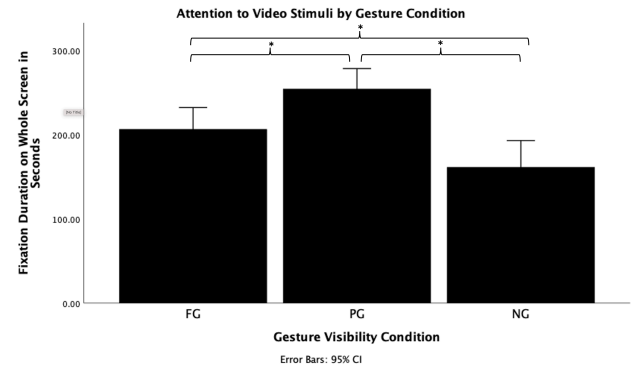 Attention to Video Stimuli by Gesture Condition
*
* *
300.00
200.00
100.00
0.00
Fixation Duration on Whole Screen in
Seconds
FG PG NG
Gesture Visibility Condition
Error Bars: 95% CI